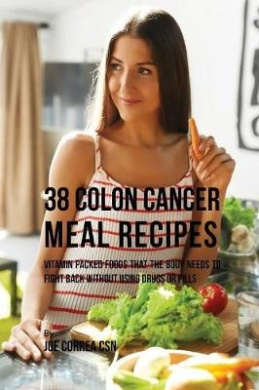 38 COLON CANCER
MEAL RECIPES
VITAMIN PACKED FOODS THAT THE BODY NEEDS TO
FIGHT BACK WITHOUT USING DRUGS OR PILLS
By
JOE CORREA CSN